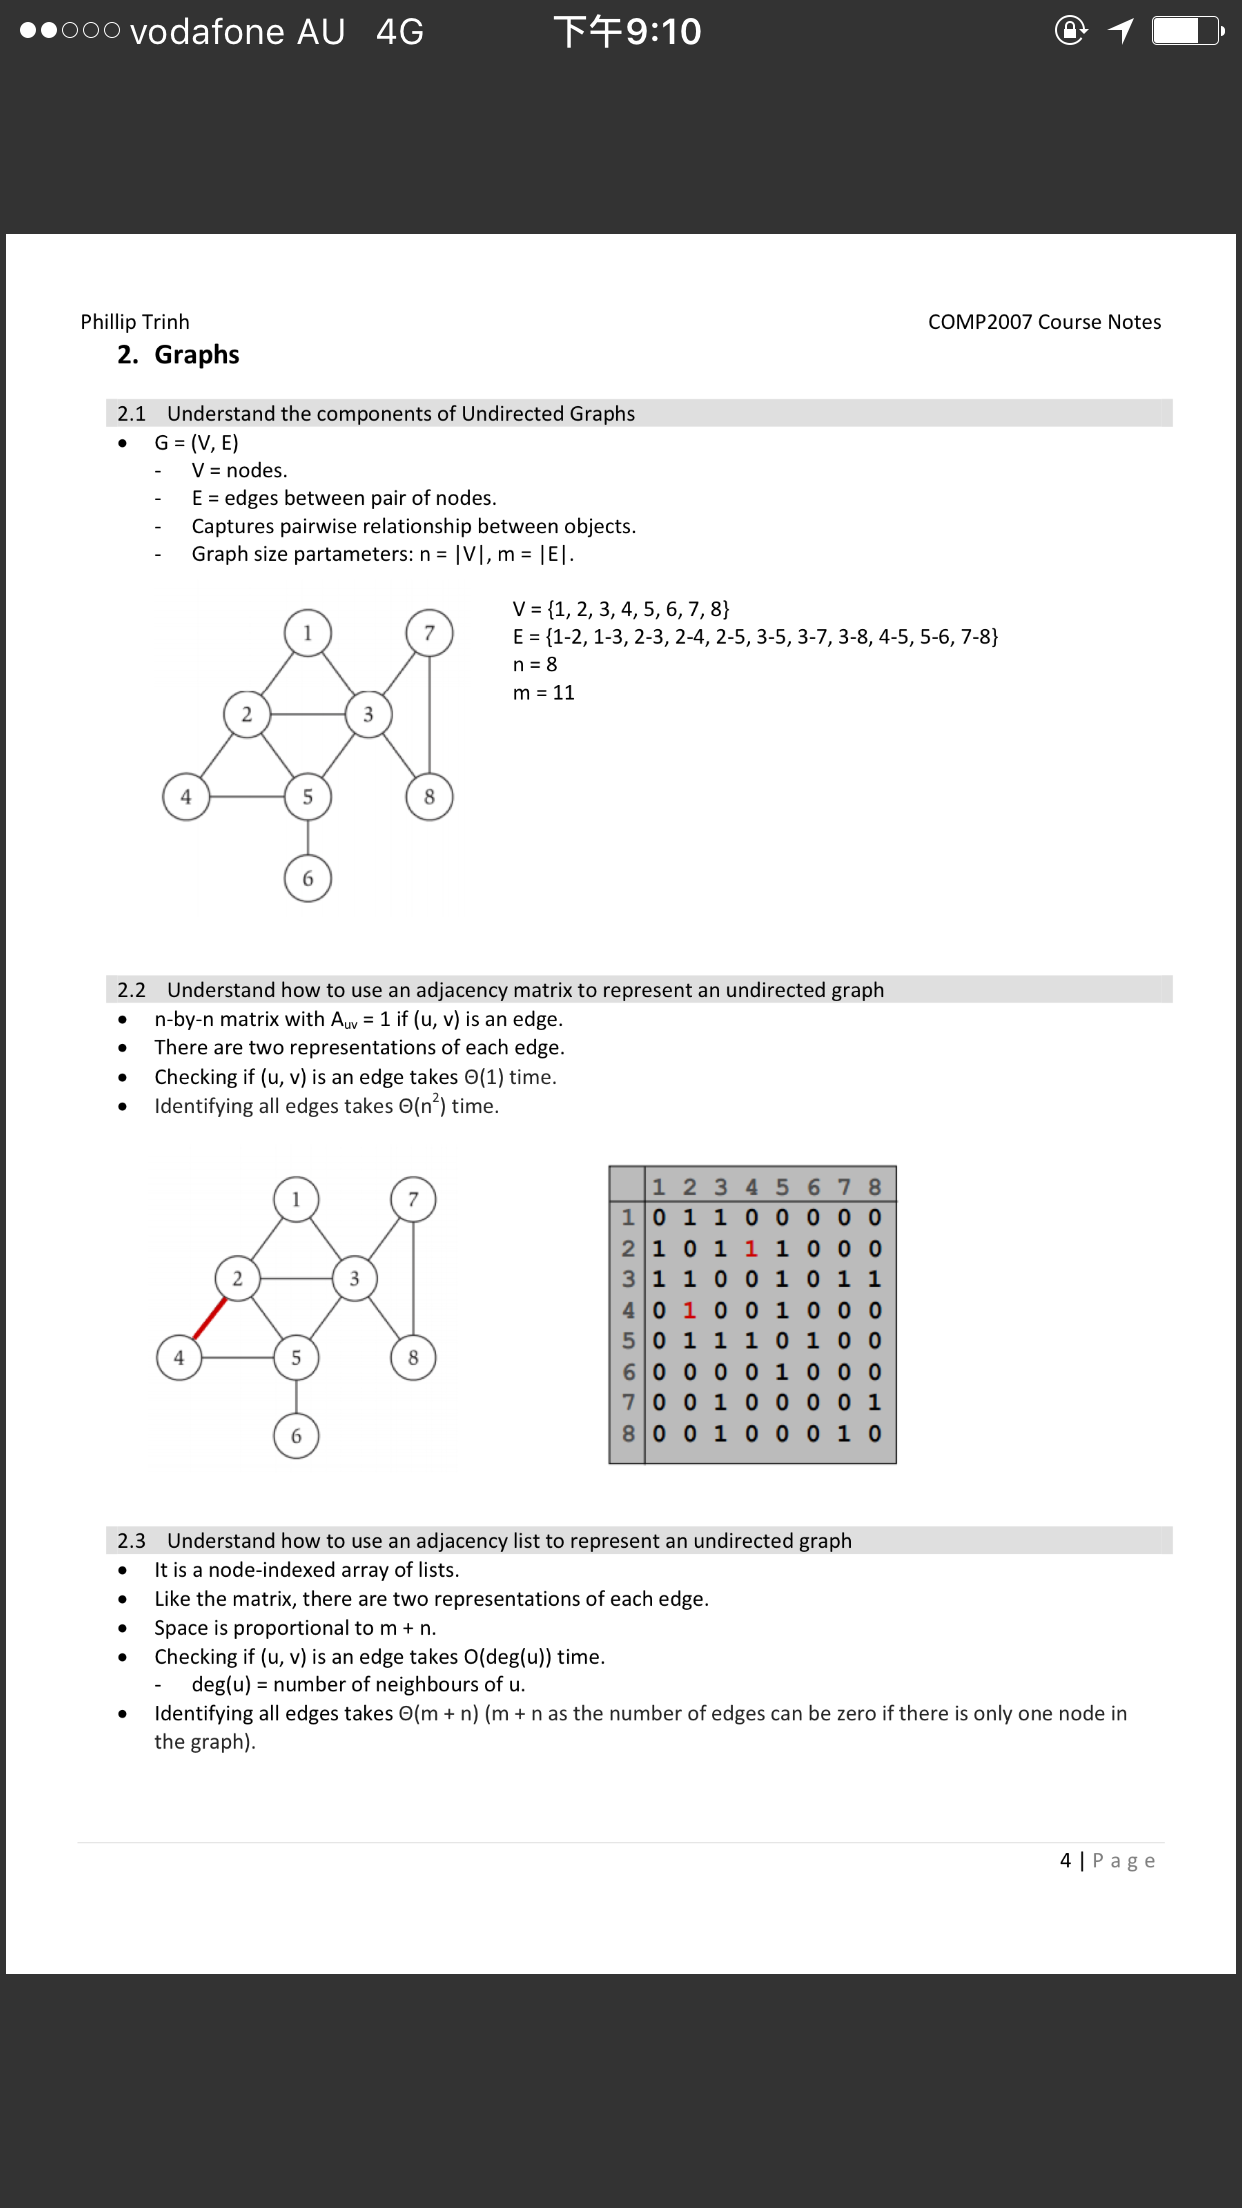 vodafone AU 4G 下午9:10
Phillip Trinh COMP2007 Course Notes
2. Graphs
2.1 Understand the components of Undirected Graphs
• G = (V, E)
- V = nodes.
- E = edges between pair of nodes.
- Captures pairwise relationship between objects.
- Graph size partameters: n = |V|, m = |E|.
V = {1, 2, 3, 4, 5, 6, 7, 8}
E = {1-2, 1-3, 2-3, 2-4, 2-5, 3-5, 3-7, 3-8, 4-5, 5-6, 7-8}
n = 8
m = 11
1 7
2 3
4 5 8
6
2.2 Understand how to use an adjacency matrix to represent an undirected graph
• n-by-n matrix with Auv = 1 if (u, v) is an edge.
• There are two representations of each edge.
• Checking if (u, v) is an edge takes Θ(1) time.
• Identifying all edges takes Θ(n²) time.
1 7
2 3
4 5 8
6
1 2 3 4 5 6 7 8
1 0 1 1 0 0 0 0 0
2 1 0 1 1 1 0 0 0
3 1 1 0 0 1 0 1 1
4 0 1 0 0 1 0 0 0
5 0 1 1 1 0 1 0 0
6 0 0 0 0 1 0 0 0
7 0 0 1 0 0 0 0 1
8 0 0 1 0 0 0 1 0
2.3 Understand how to use an adjacency list to represent an undirected graph
• It is a node-indexed array of lists.
• Like the matrix, there are two representations of each edge.
• Space is proportional to m + n.
• Checking if (u, v) is an edge takes O(deg(u)) time.
- deg(u) = number of neighbours of u.
• Identifying all edges takes Θ(m + n) (m + n as the number of edges can be zero if there is only one node in
the graph).
4 | Page